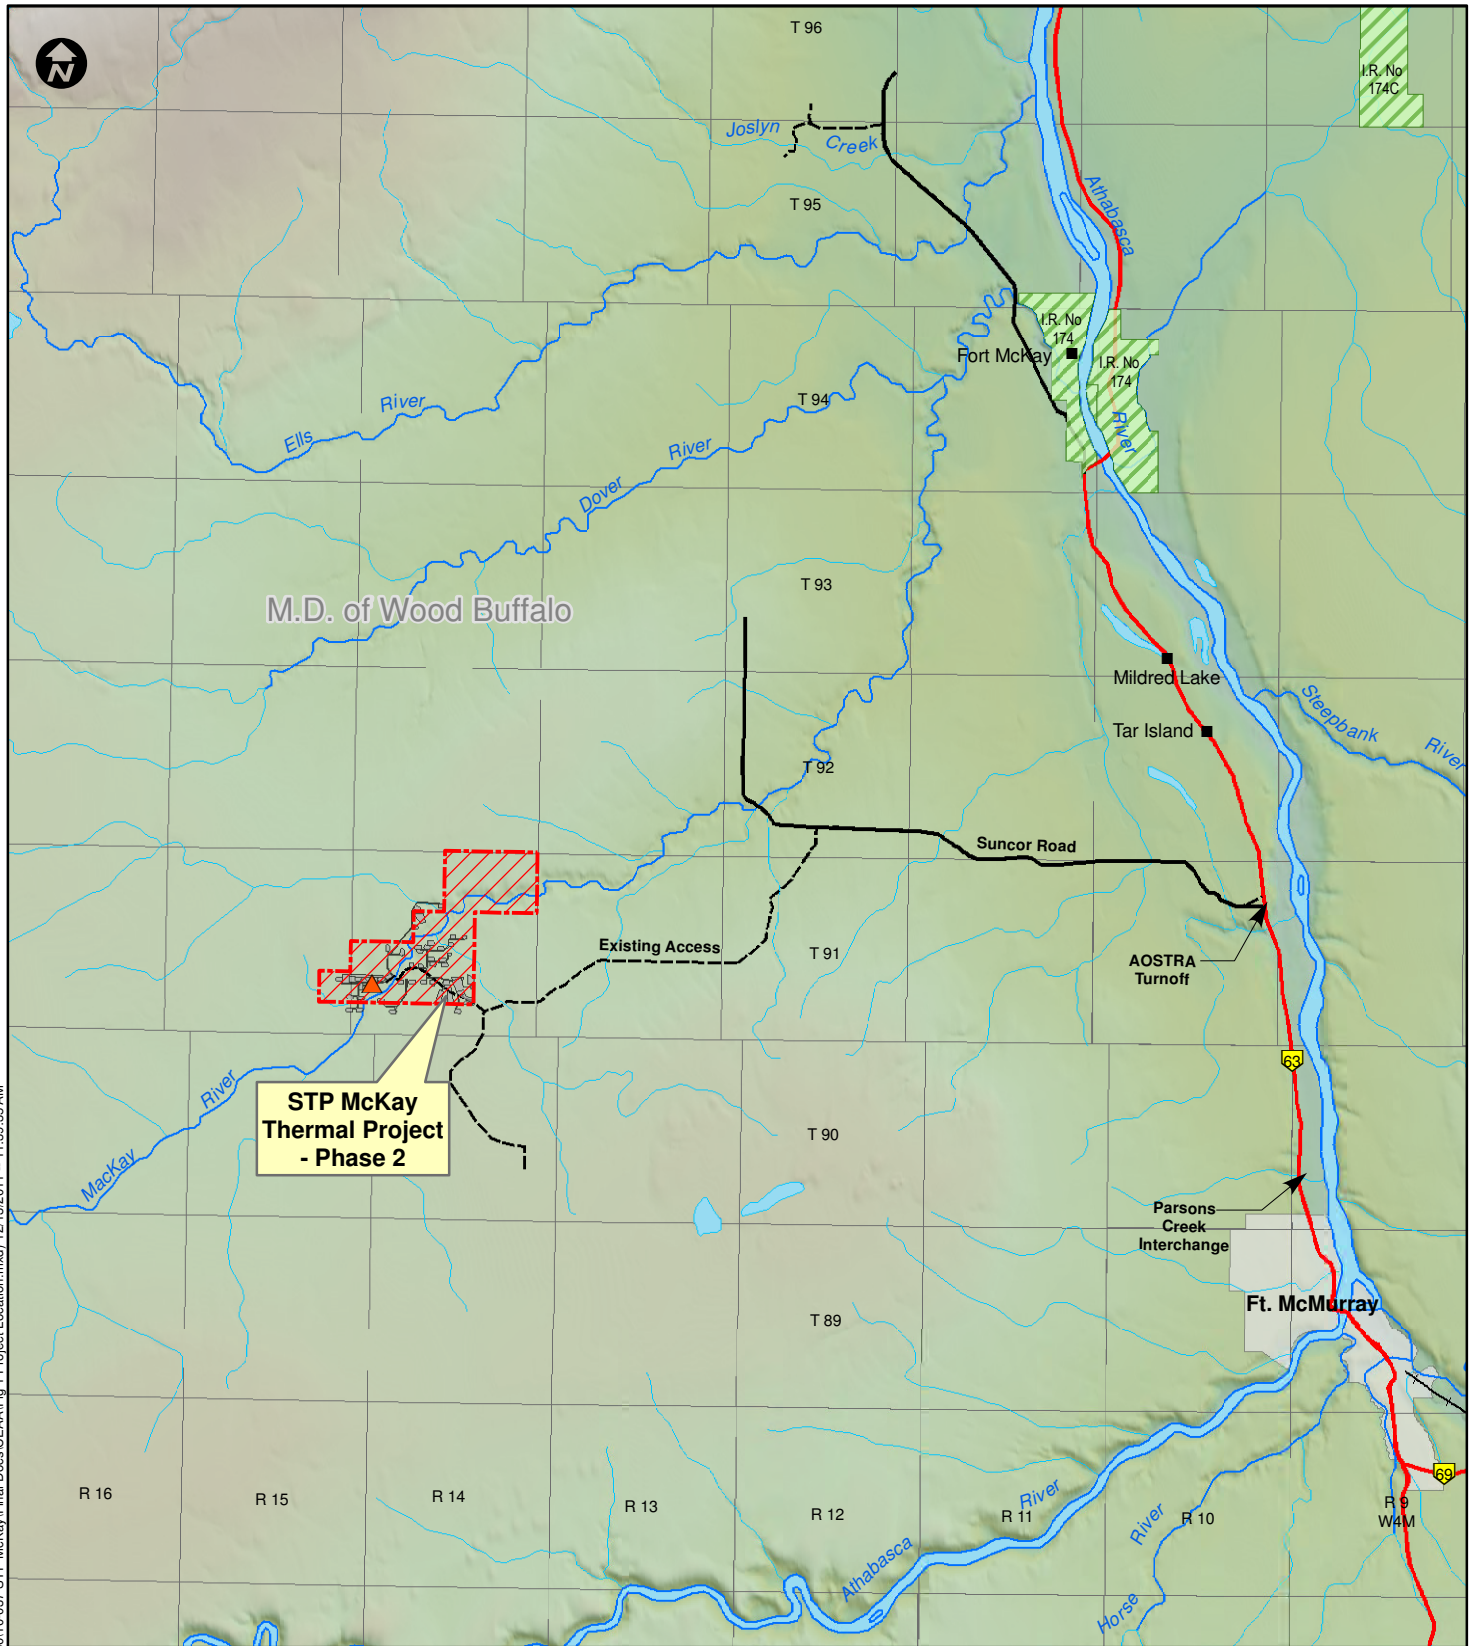 N
T 96
I.R. No
174C
Joslyn
Creek
T 95
Athabasca
I.R. No
174
Fort McKay
I.R. No
174
River
T 94
Ells
River
Dover
River
T 93
M.D. of Wood Buffalo
Mildred Lake
Tar Island
Steepbank
River
T 92
Suncor Road
Existing Access
T 91
AOSTRA
Turnoff
63
River
MacKay
STP McKay
Thermal Project
- Phase 2
T 90
Parsons
Creek
Interchange
Ft. McMurray
T 89
69
R 16
R 15
R 14
R 13
R 12
R 11
R 10
R 9
W4M
Athabasca
River
Horse
River